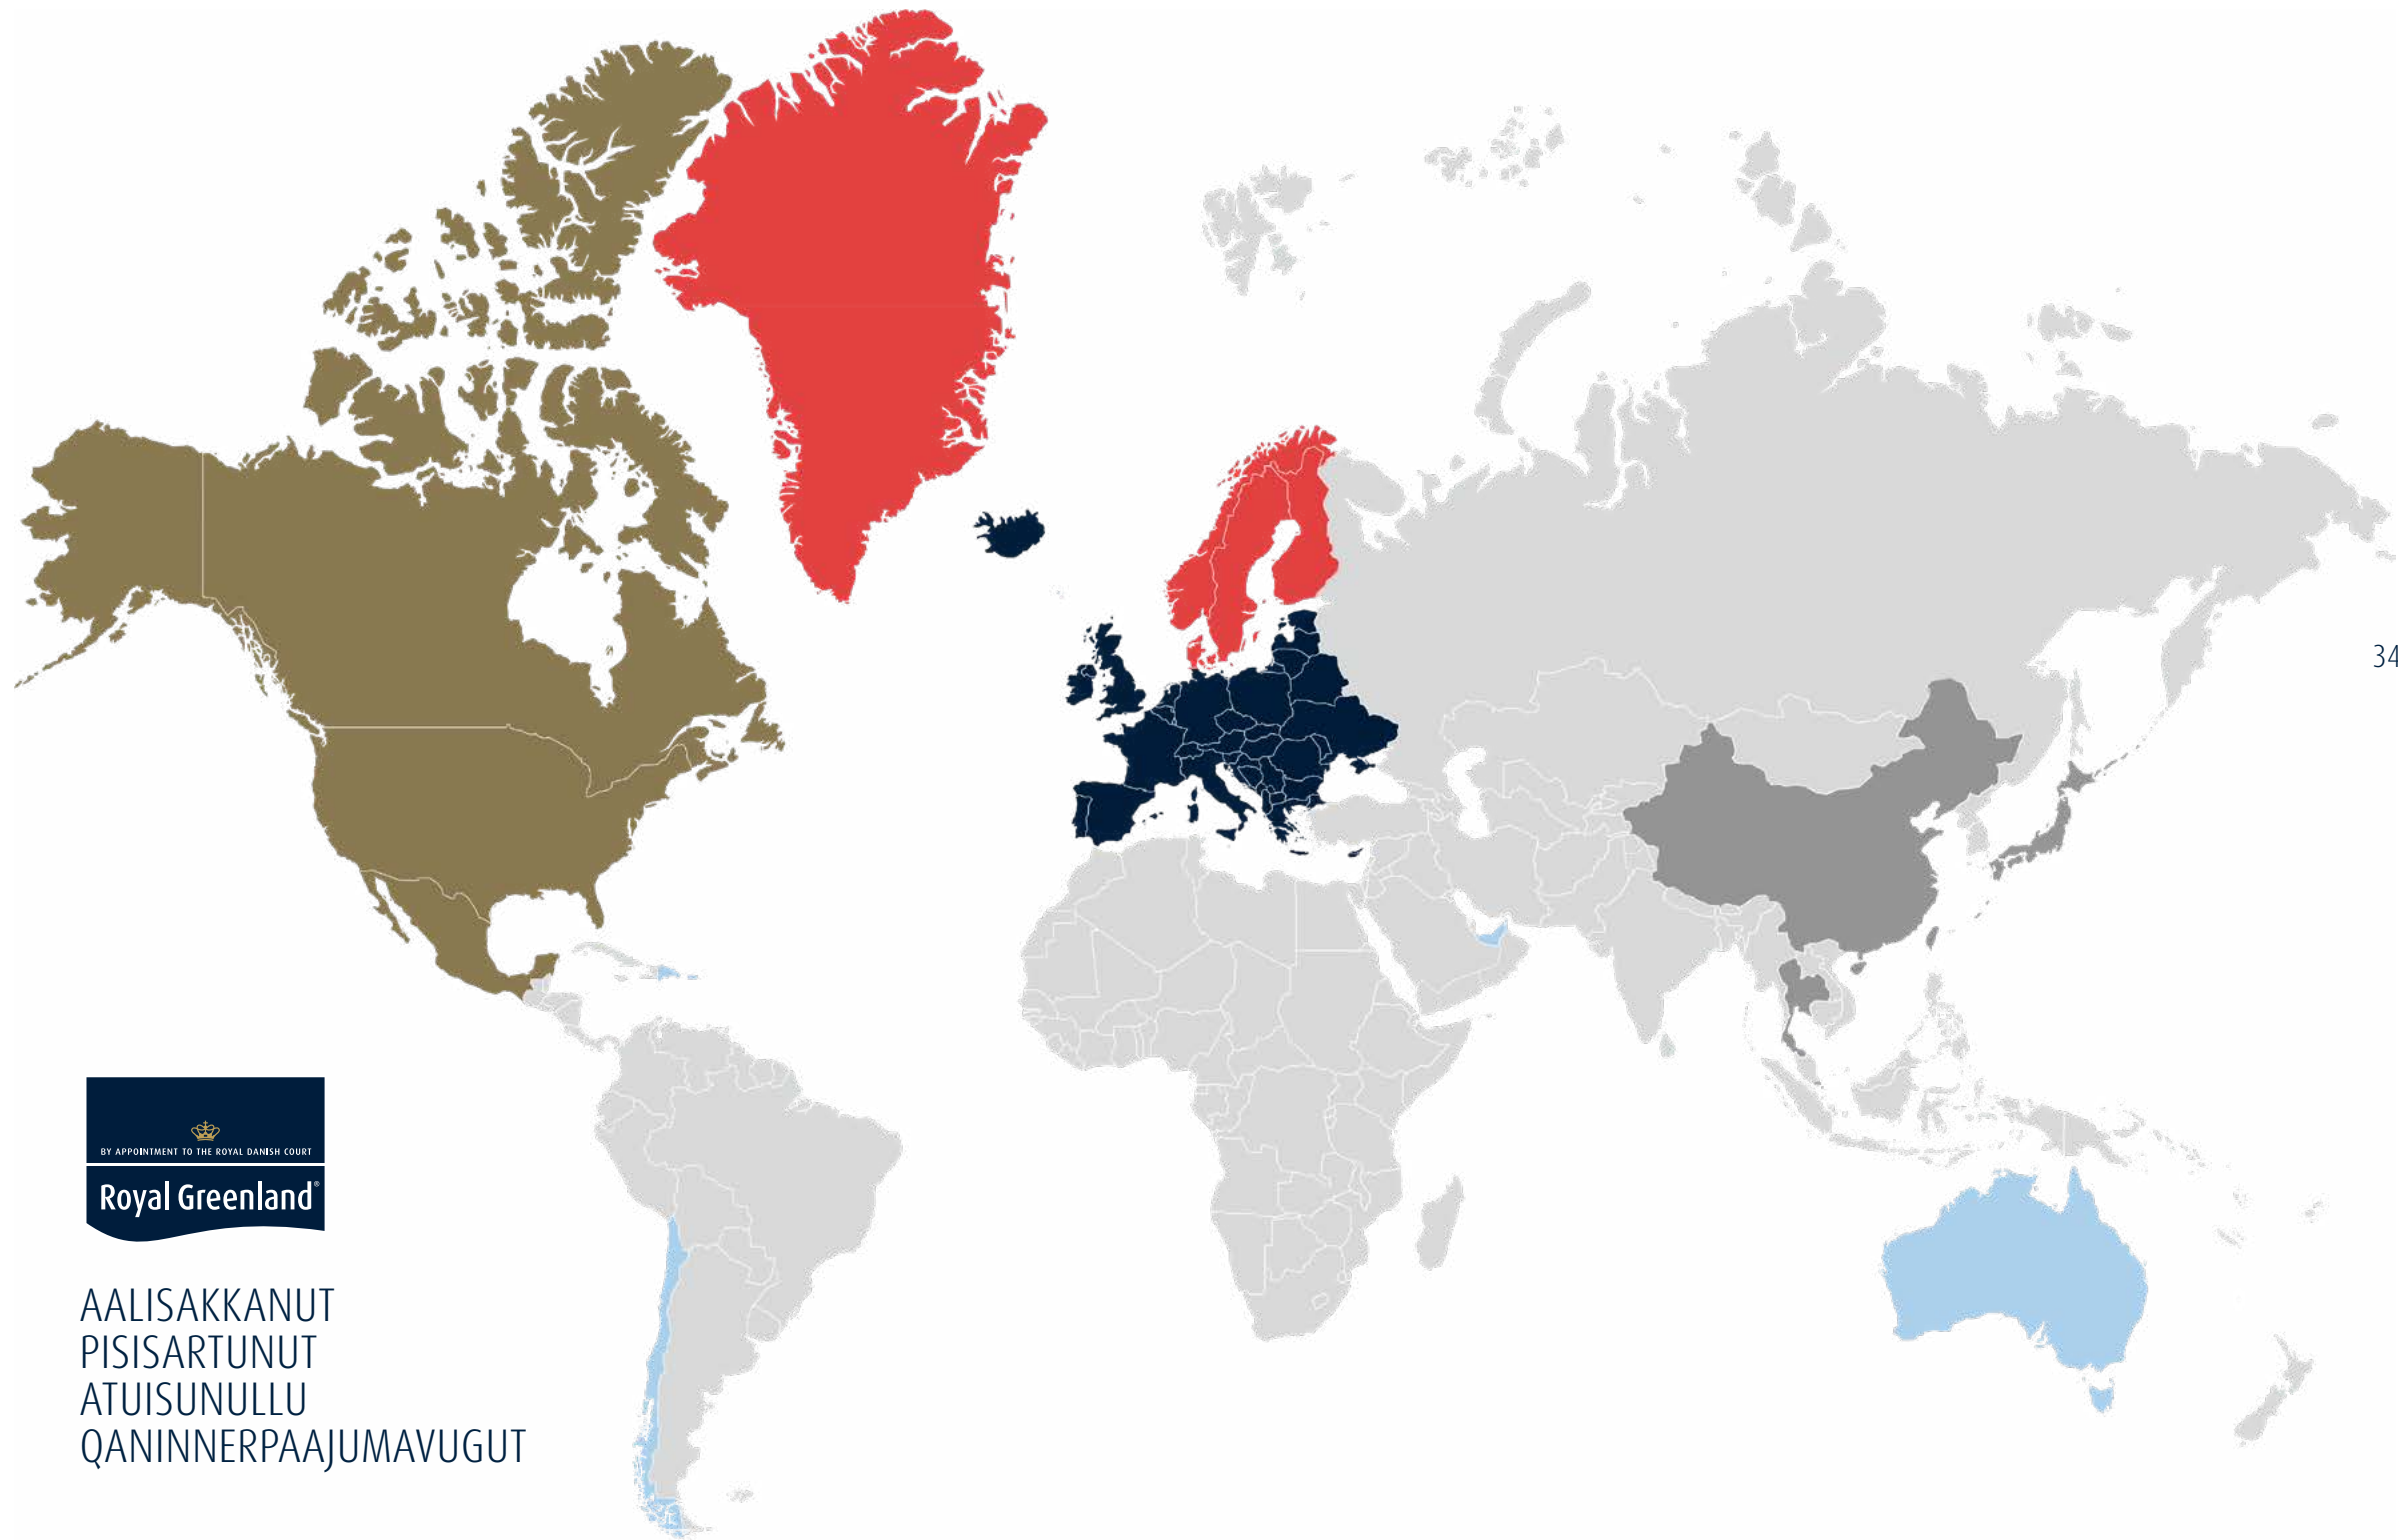 34
BY APPOINTMENT TO THE ROYAL DANISH COURT
Royal Greenland®
AALISAKKANUT
PISISARTUNUT
ATUISUNULLU
QANINNERPAAJUMAVUGUT